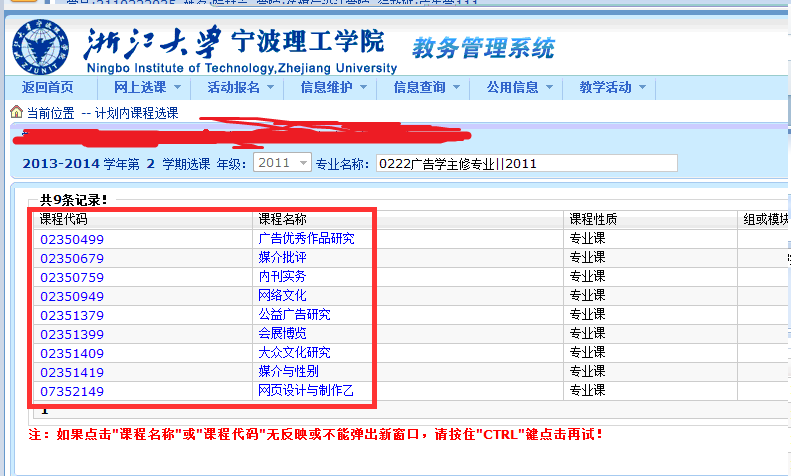 浙江大学 宁波理工学院 教务管理系统
Ningbo Institute of Technology,Zhejiang University
返回首页 网上选课 活动报名 信息维护 信息查询 公用信息 教学活动
当前位置 -- 计划内课程选课
2013-2014 学年第 2 学期选课 年级: 2011 专业名称: 0222广告学主修专业||2011
共9条记录!
课程代码 课程名称 课程性质 组或模块
02350499 广告优秀作品研究 专业课
02350679 媒介批评 专业课
02350759 内刊实务 专业课
02350949 网络文化 专业课
02351379 公益广告研究 专业课
02351399 会展博览 专业课
02351409 大众文化研究 专业课
02351419 媒介与性别 专业课
07352149 网页设计与制作乙 专业课
1
注: 如果点击"课程名称"或"课程代码"无反映或不能弹出新窗口，请按住"CTRL"键点击再试!